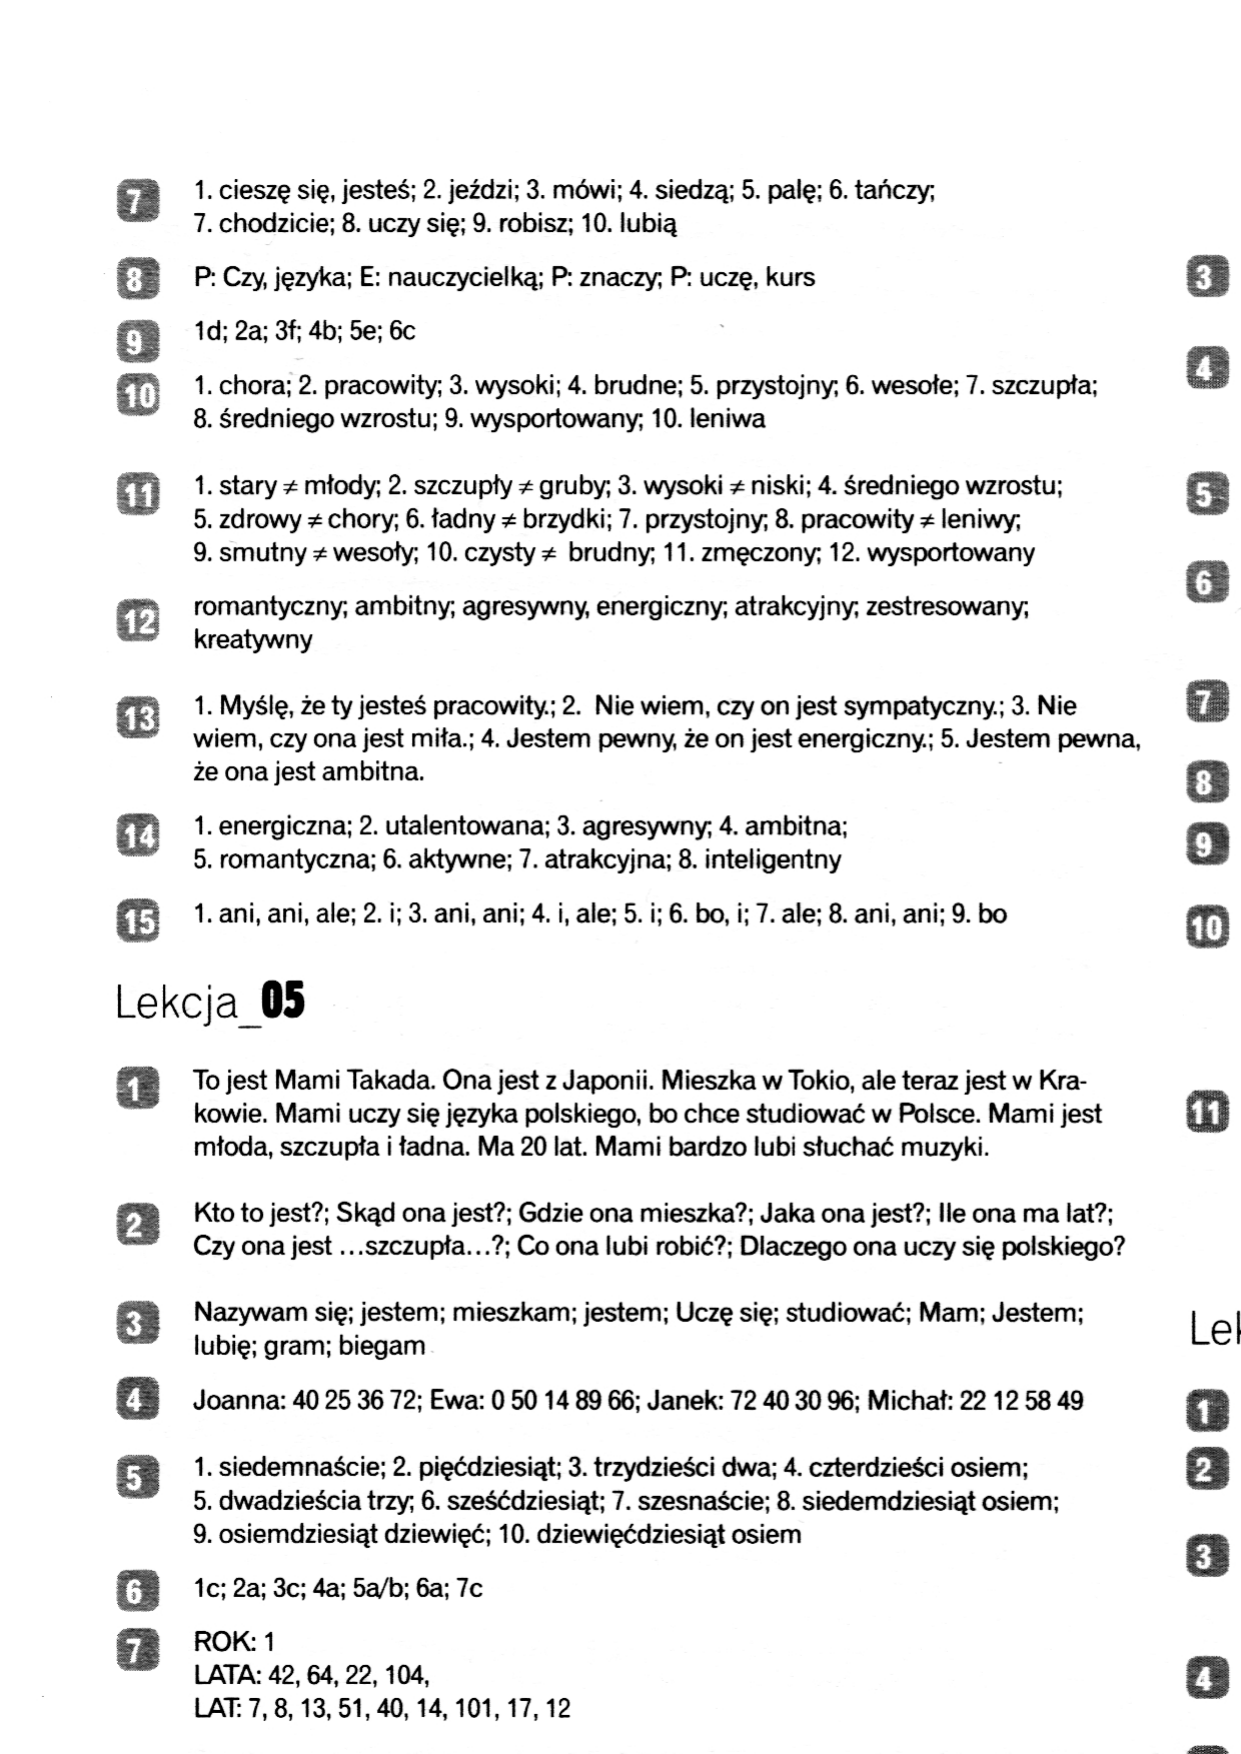 7 1. cieszę się, jesteś; 2. jeździ; 3. mówi; 4. siedzą; 5. palę; 6. tańczy;
7. chodzicie; 8. uczy się; 9. robisz; 10. lubią
8 P: Czy, języka; E: nauczycielką; P: znaczy; P: uczę, kurs
9 1d; 2a; 3f; 4b; 5e; 6c
10 1. chora; 2. pracowity; 3. wysoki; 4. brudne; 5. przystojny; 6. wesołe; 7. szczupła;
8. średniego wzrostu; 9. wysportowany; 10. leniwa
11 1. stary ≠ młody; 2. szczupły ≠ gruby; 3. wysoki ≠ niski; 4. średniego wzrostu;
5. zdrowy ≠ chory; 6. ładny ≠ brzydki; 7. przystojny; 8. pracowity ≠ leniwy;
9. smutny ≠ wesoły; 10. czysty ≠ brudny; 11. zmęczony; 12. wysportowany
12 romantyczny; ambitny; agresywny, energiczny; atrakcyjny; zestresowany;
kreatywny
13 1. Myślę, że ty jesteś pracowity.; 2. Nie wiem, czy on jest sympatyczny.; 3. Nie
wiem, czy ona jest miła.; 4. Jestem pewny, że on jest energiczny.; 5. Jestem pewna,
że ona jest ambitna.
14 1. energiczna; 2. utalentowana; 3. agresywny; 4. ambitna;
5. romantyczna; 6. aktywne; 7. atrakcyjna; 8. inteligentny
15 1. ani, ani, ale; 2. i; 3. ani, ani; 4. i, ale; 5. i; 6. bo, i; 7. ale; 8. ani, ani; 9. bo
Lekcja_05
1 To jest Mami Takada. Ona jest z Japonii. Mieszka w Tokio, ale teraz jest w Kra-
kowie. Mami uczy się języka polskiego, bo chce studiować w Polsce. Mami jest
młoda, szczupła i ładna. Ma 20 lat. Mami bardzo lubi słuchać muzyki.
2 Kto to jest?; Skąd ona jest?; Gdzie ona mieszka?; Jaka ona jest?; Ile ona ma lat?;
Czy ona jest ...szczupła...?; Co ona lubi robić?; Dlaczego ona uczy się polskiego?
3 Nazywam się; jestem; mieszkam; jestem; Uczę się; studiować; Mam; Jestem;
lubię; gram; biegam
4 Joanna: 40 25 36 72; Ewa: 0 50 14 89 66; Janek: 72 40 30 96; Michał: 22 12 58 49
5 1. siedemnaście; 2. pięćdziesiąt; 3. trzydzieści dwa; 4. czterdzieści osiem;
5. dwadzieścia trzy; 6. sześćdziesiąt; 7. szesnaście; 8. siedemdziesiąt osiem;
9. osiemdziesiąt dziewięć; 10. dziewięćdziesiąt osiem
6 1c; 2a; 3c; 4a; 5a/b; 6a; 7c
7 ROK: 1
LATA: 42, 64, 22, 104,
LAT: 7, 8, 13, 51, 40, 14, 101, 17, 12
3
4
5
6
7
8
9
10
11
1
2
3
4